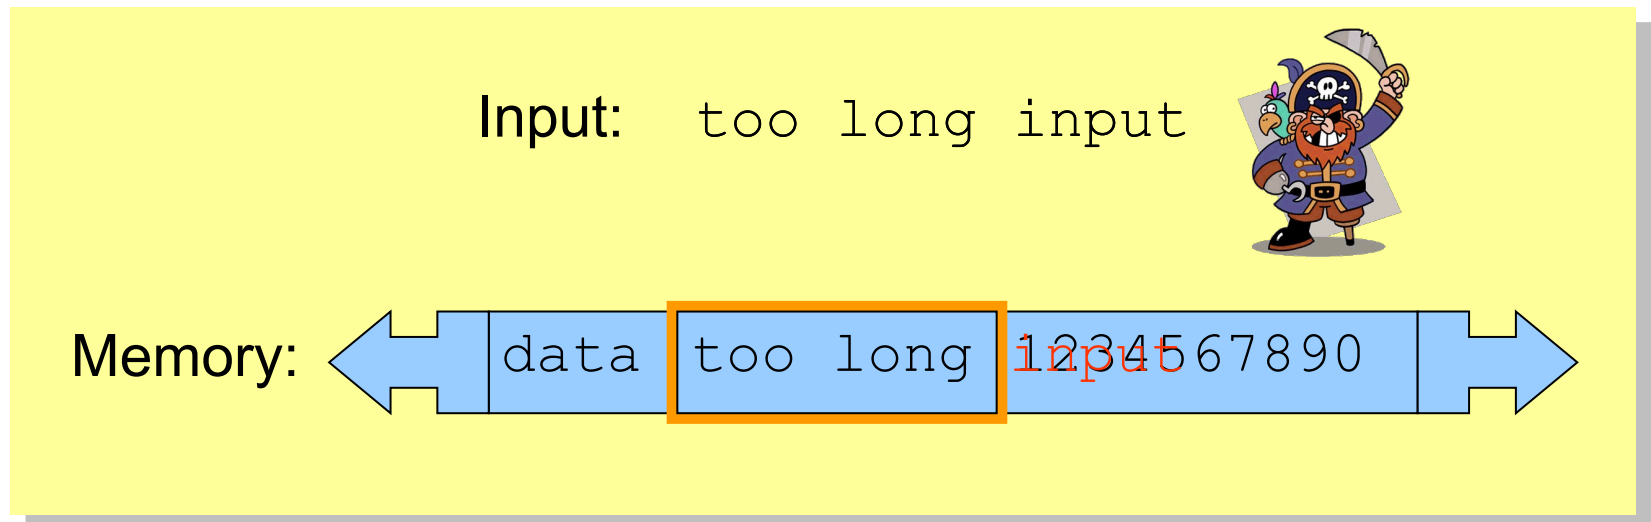 Input: too long input
Memory: data too long input 1234567890